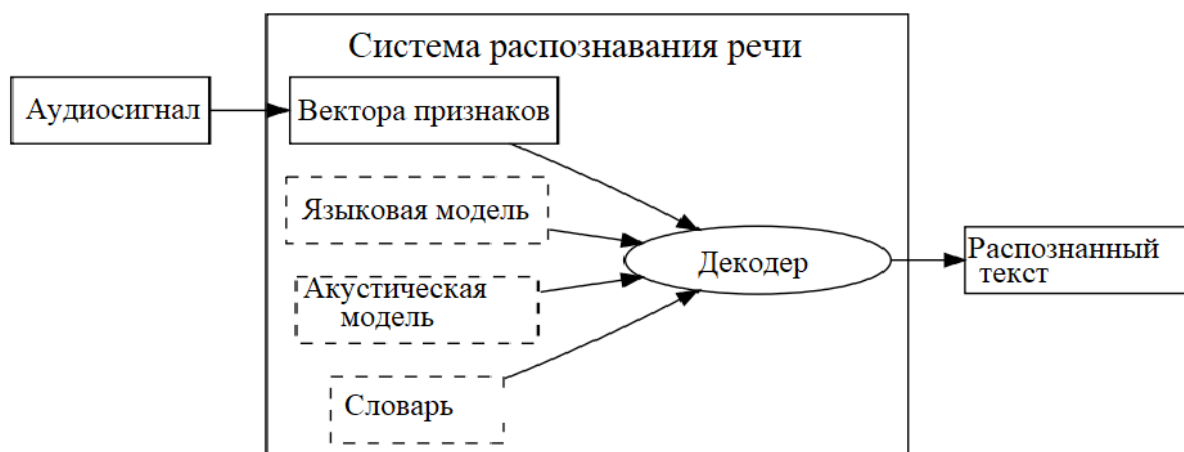 Система распознавания речи
Аудиосигнал
Вектора признаков
Языковая модель
Декодер
Распознанный
текст
Акустическая
модель
Словарь